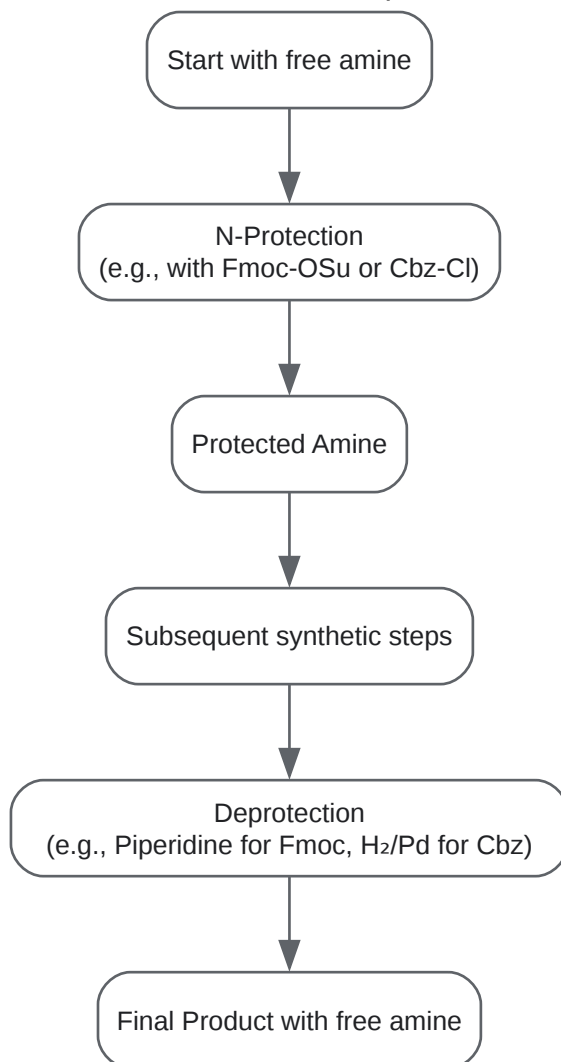 Start with free amine
N-Protection
(e.g., with Fmoc-OSu or Cbz-Cl)
Protected Amine
Subsequent synthetic steps
Deprotection
(e.g., Piperidine for Fmoc, H₂/Pd for Cbz)
Final Product with free amine